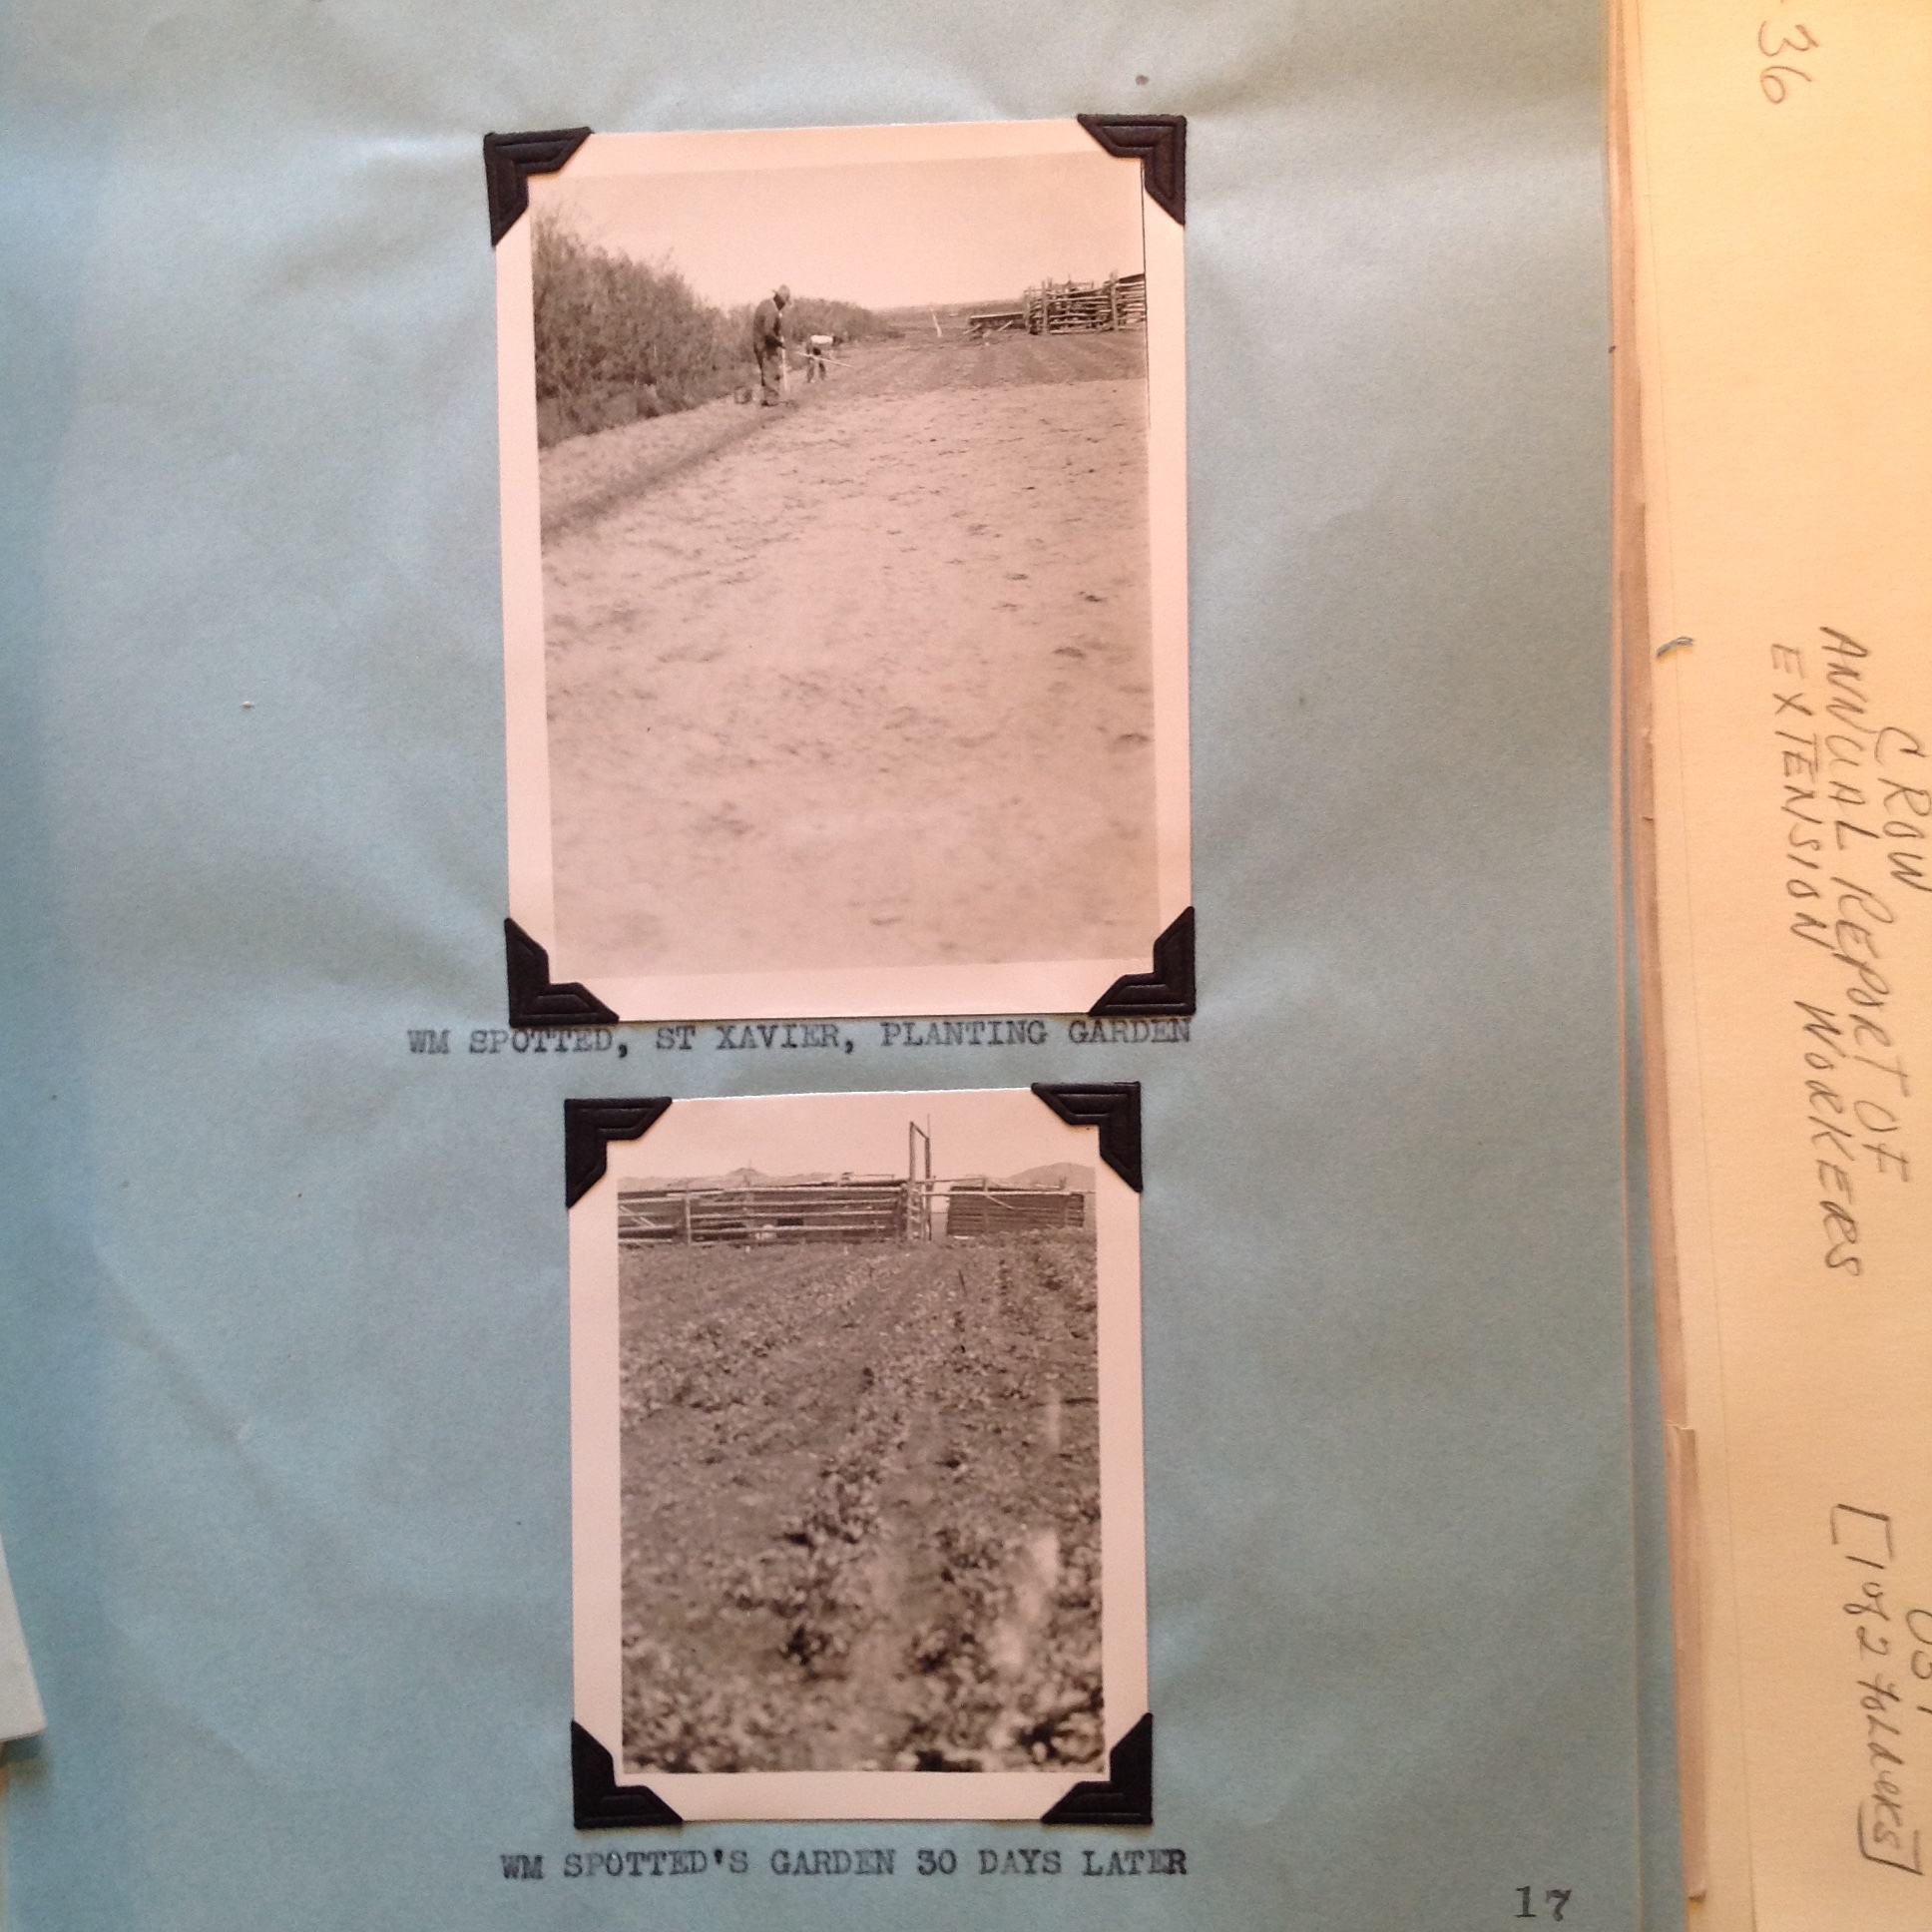 WM SPOTTED, ST XAVIER, PLANTING GARDEN
WM SPOTTED'S GARDEN 30 DAYS LATER
17
36
CROW
ANNUAL REPORT OF
EXTENSION WORKERS
[1 of 2 folders]